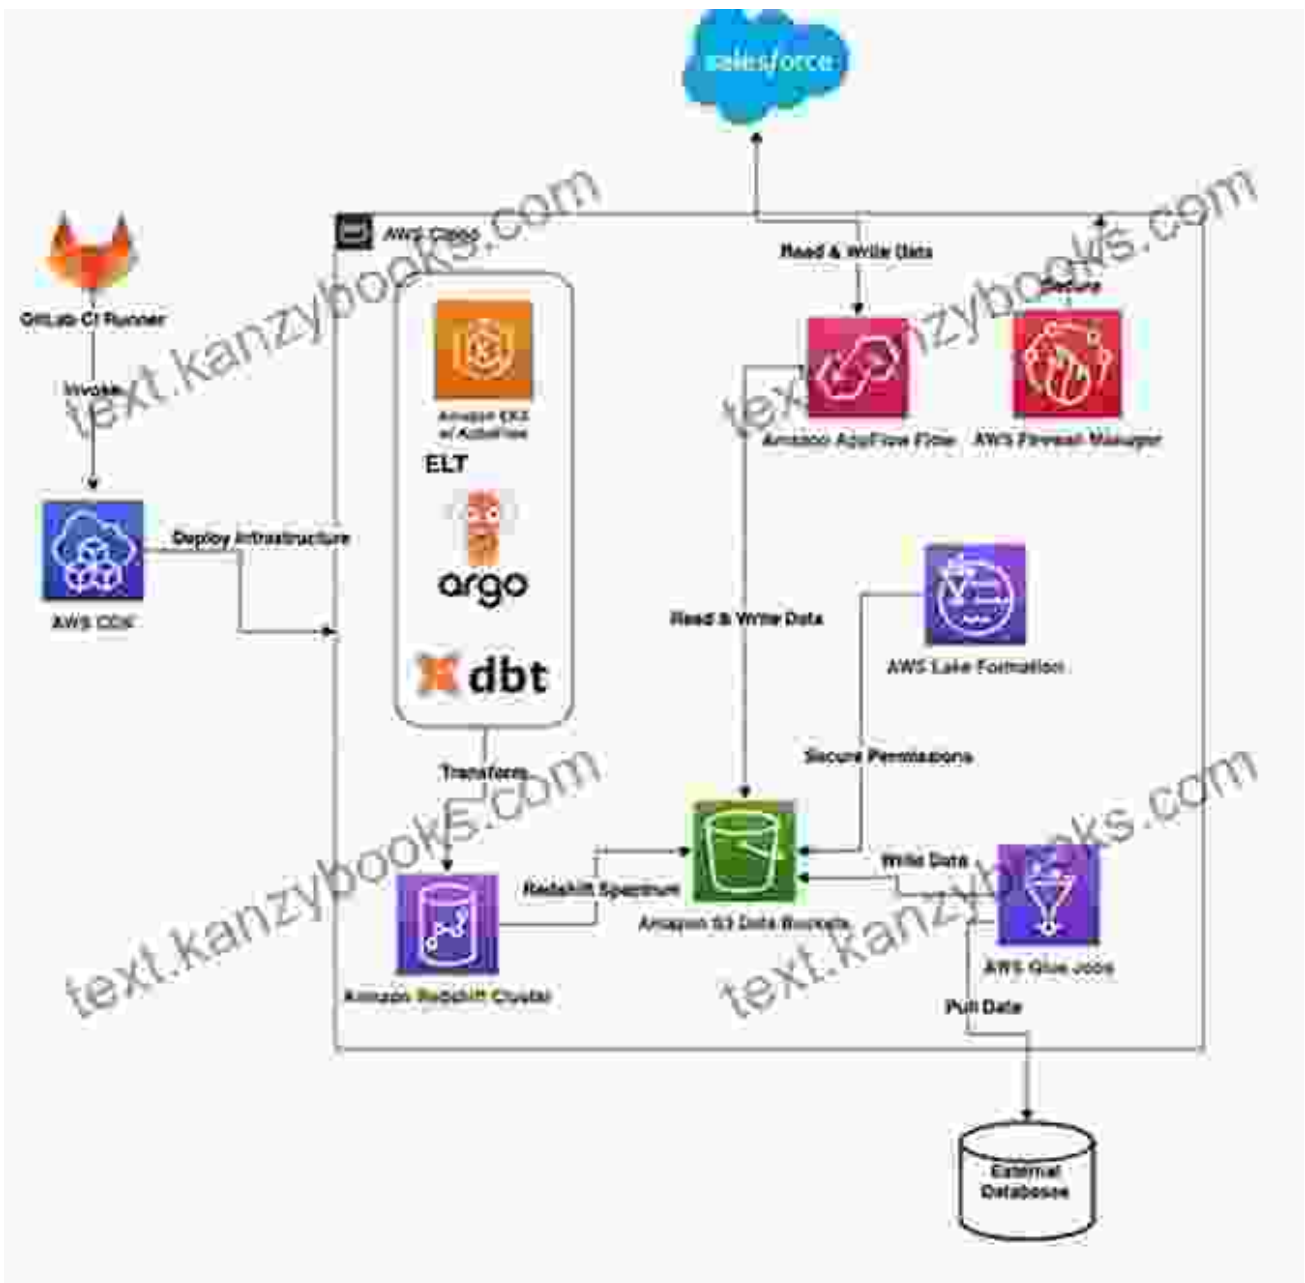 salesforce
text.kanzybooks.com
text.kanzybooks.com
AWS Cloud
Read & Write Data
Secure
GitLab CI Runner
Invoke
Amazon EKS
w/ Kubeflow
ELT
Amazon AppFlow Flow
AWS Firewall Manager
Deploy Infrastructure
argo
AWS CDK
Read & Write Data
AWS Lake Formation
dbt
Transform
Secure Permissions
text.kanzybooks.com
text.kanzybooks.com
Write Data
Redshift Spectrum
Amazon S3 Data Buckets
AWS Glue Jobs
Amazon Redshift Cluster
Pull Data
External
Databases